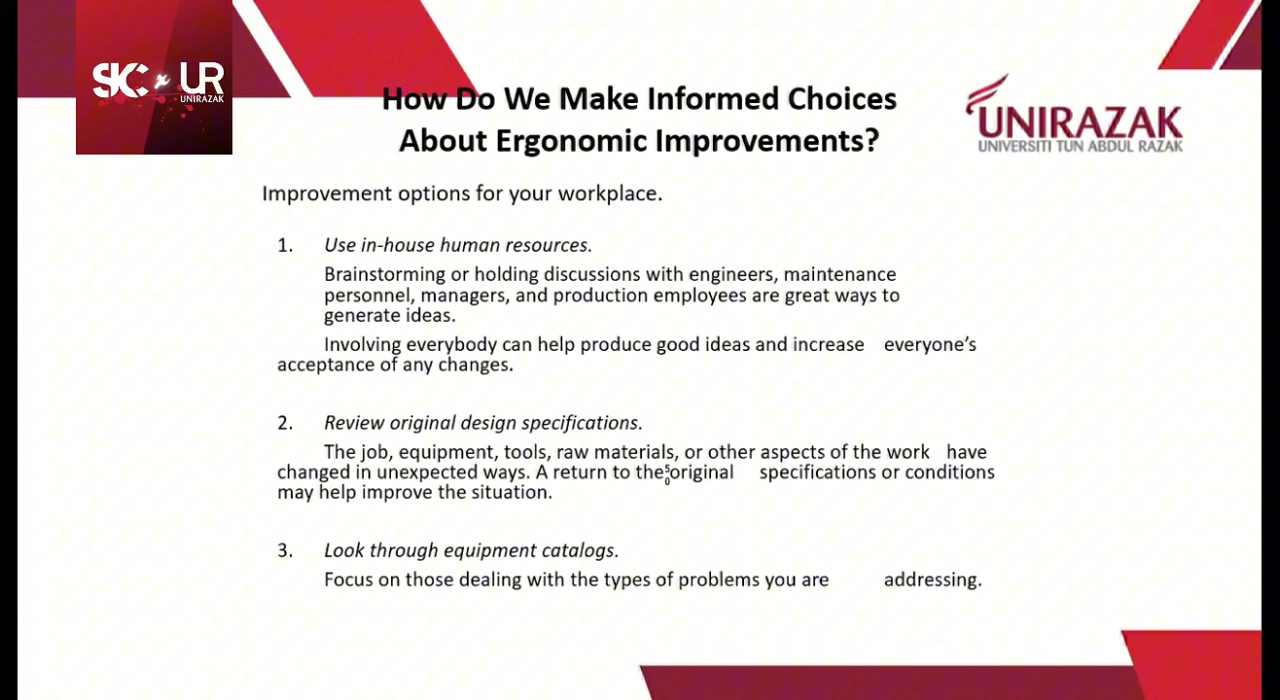 SIC x UR
UNIRAZAK
How Do We Make Informed Choices
About Ergonomic Improvements?
UNIRAZAK
UNIVERSITI TUN ABDUL RAZAK
Improvement options for your workplace.
1. Use in-house human resources.
Brainstorming or holding discussions with engineers, maintenance
personnel, managers, and production employees are great ways to
generate ideas.
Involving everybody can help produce good ideas and increase everyone's
acceptance of any changes.
2. Review original design specifications.
The job, equipment, tools, raw materials, or other aspects of the work have
changed in unexpected ways. A return to the original specifications or conditions
may help improve the situation.
3. Look through equipment catalogs.
Focus on those dealing with the types of problems you are addressing.